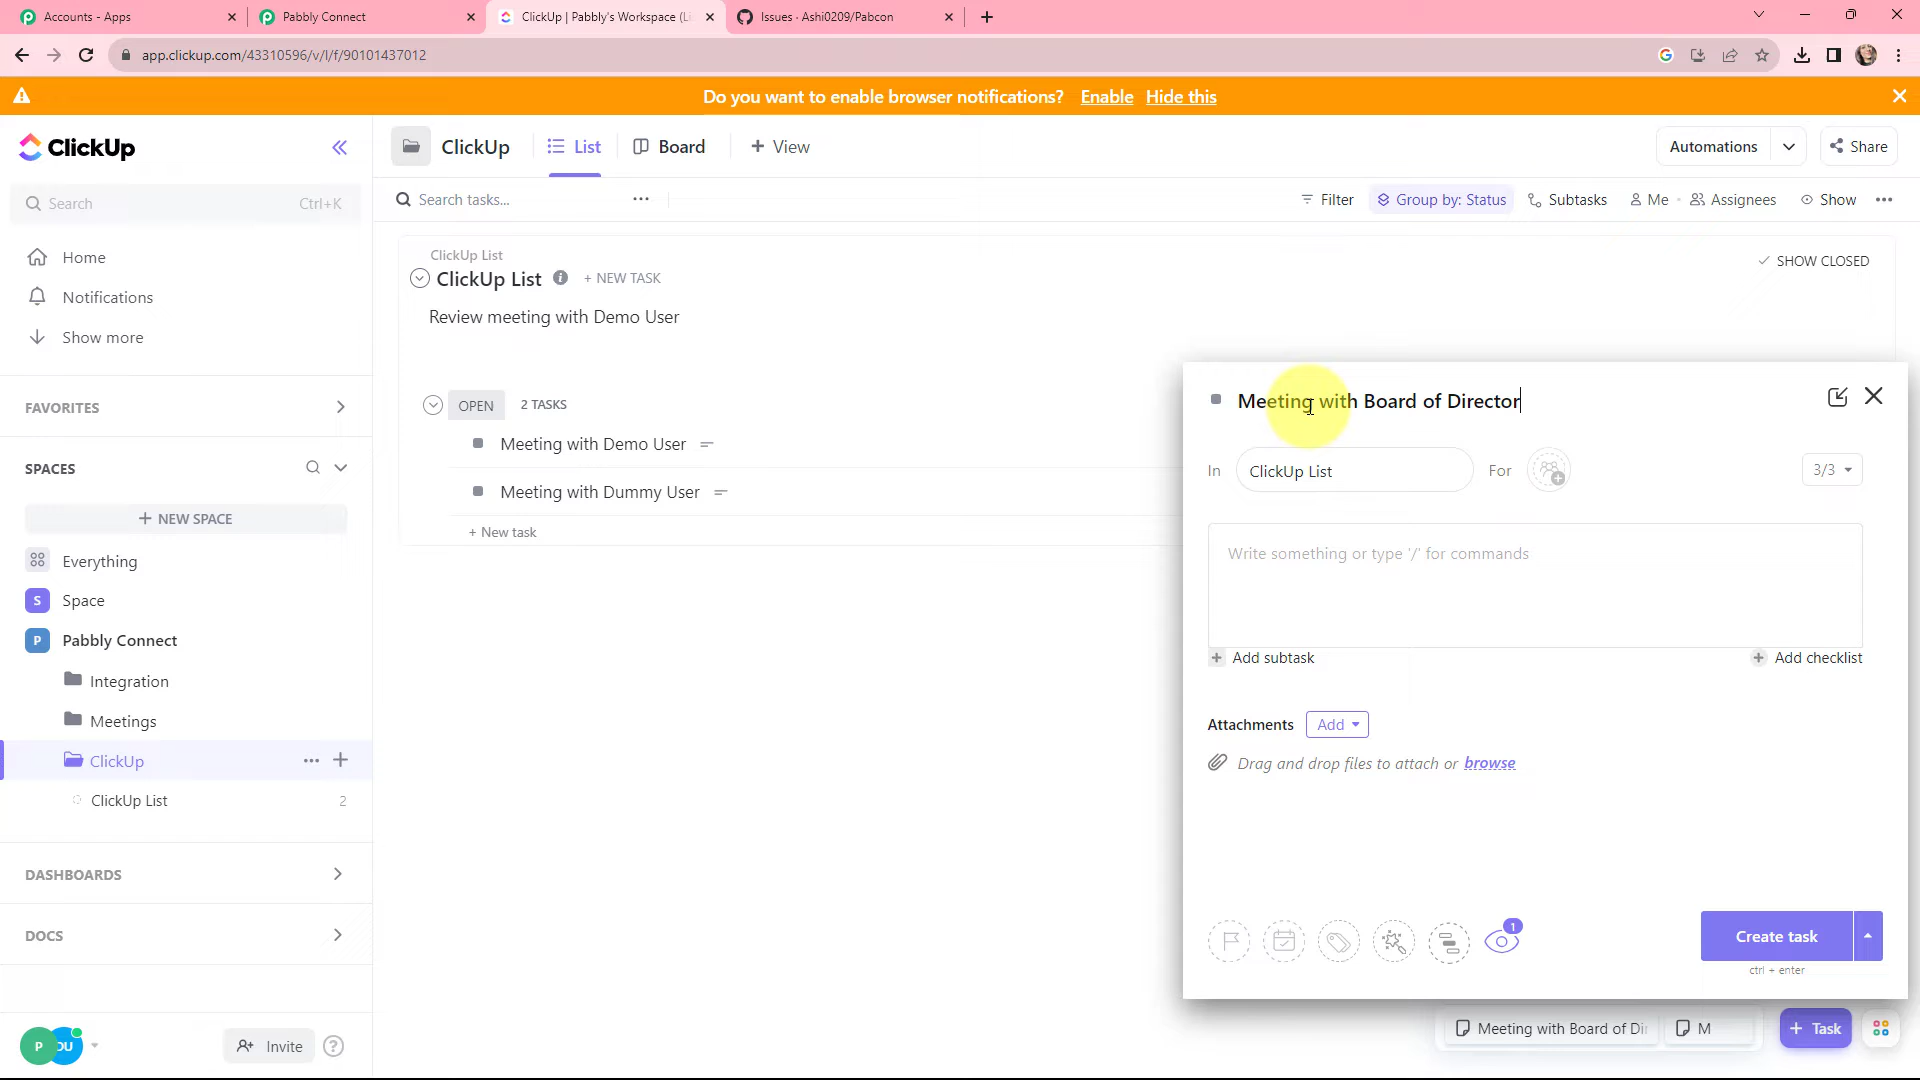 Accounts - Apps
Pabbly Connect
ClickUp | Pabbly's Workspace (Li
Issues · Ashi0209/Pabcon
app.clickup.com/43310596/v/l/f/90101437012
Do you want to enable browser notifications? Enable Hide this
ClickUp
Search Ctrl+K
Home
Notifications
Show more
FAVORITES
SPACES
+ NEW SPACE
Everything
S Space
P Pabbly Connect
Integration
Meetings
ClickUp
ClickUp List 2
DASHBOARDS
DOCS
P DU
Invite
ClickUp
List
Board
+ View
Automations
Share
Search tasks...
Filter
Group by: Status
Subtasks
Me
Assignees
Show
ClickUp List
ClickUp List
+ NEW TASK
SHOW CLOSED
Review meeting with Demo User
OPEN
2 TASKS
Meeting with Demo User
Meeting with Dummy User
+ New task
Meeting with Board of Director
In ClickUp List For
3/3
Write something or type '/' for commands
+ Add subtask
+ Add checklist
Attachments Add
Drag and drop files to attach or browse
1
Create task
ctrl + enter
Meeting with Board of Dir
M
+ Task